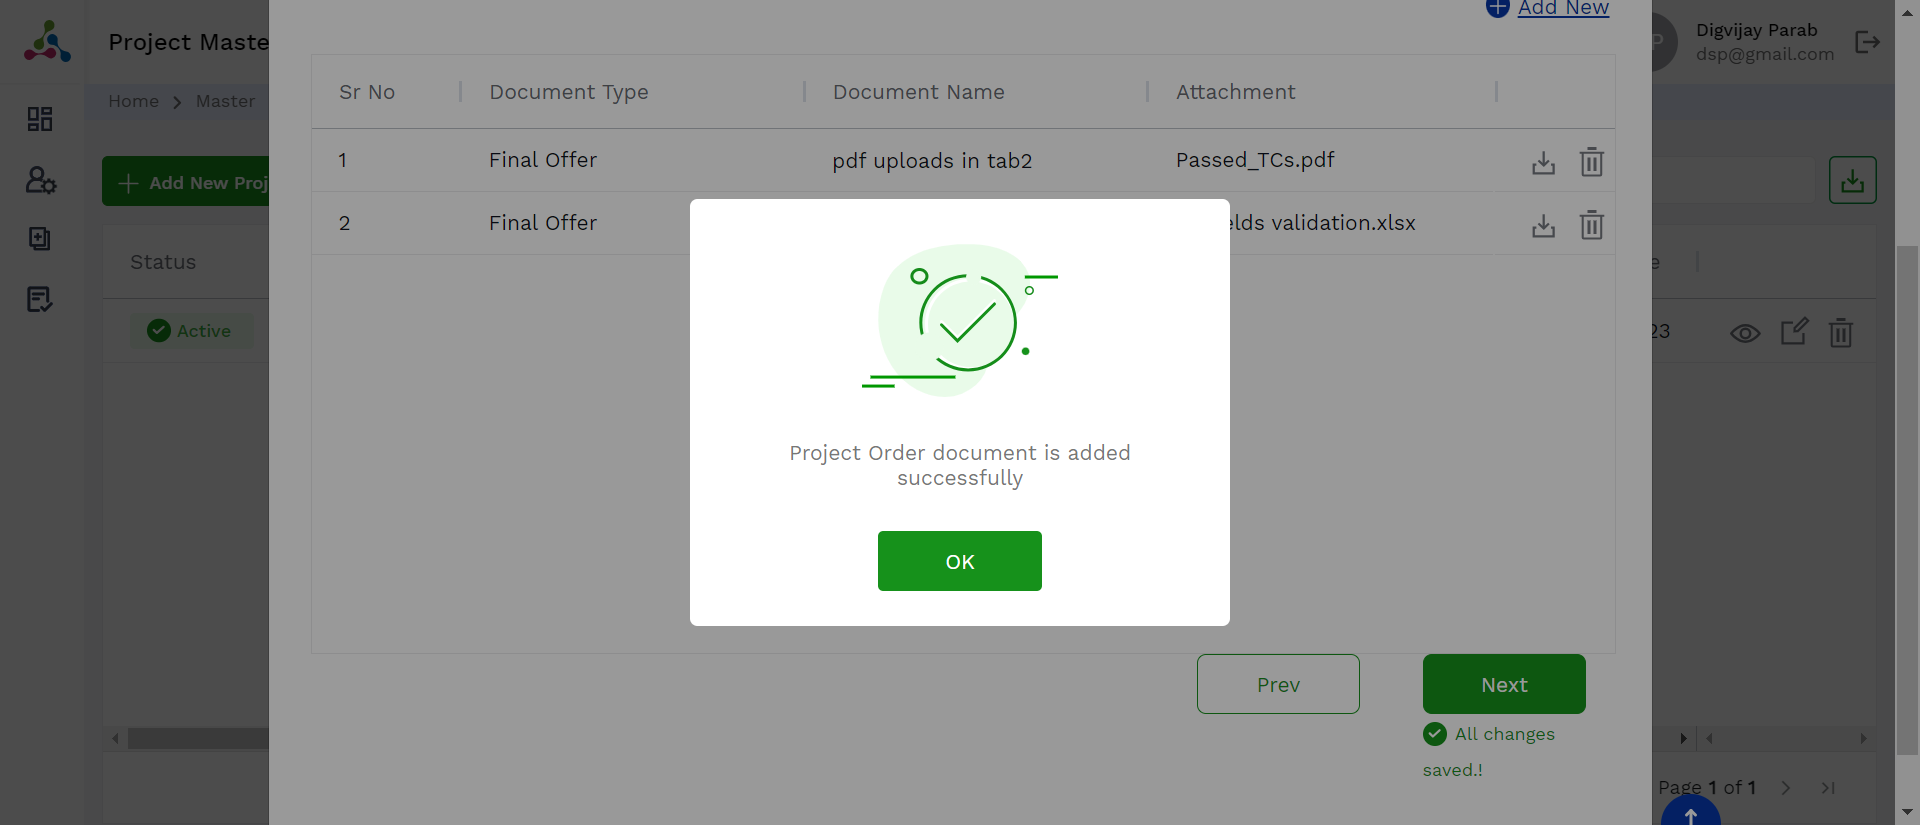 Add New
Project Maste
Digvijay Parab
P
dsp@gmail.com
Home
Master
Sr No
Document Type
Document Name
Attachment
1
Final Offer
pdf uploads in tab2
Passed_TCs.pdf
Add New Proj
2
Final Offer
elds validation.xlsx
Status
e
Active
23
Project Order document is added
successfully
OK
Prev
Next
All changes
saved.!
Page 1 of 1